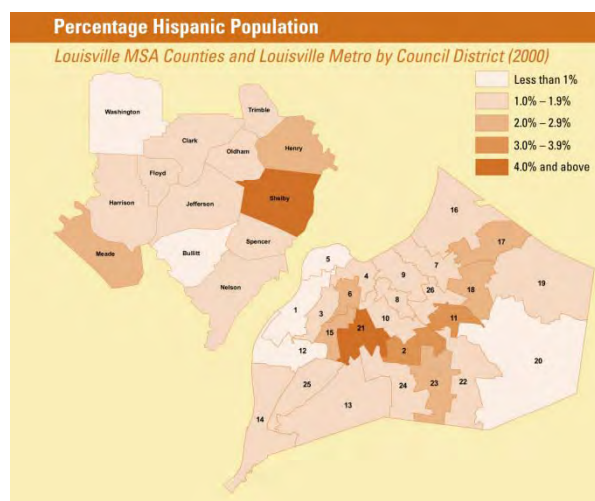 Percentage Hispanic Population
Louisville MSA Counties and Louisville Metro by Council District (2000)
Less than 1%
1.0% – 1.9%
2.0% – 2.9%
3.0% – 3.9%
4.0% and above
Washington
Trimble
Clark
Oldham
Henry
Floyd
Harrison
Jefferson
Shelby
Meade
Bullitt
Spencer
Nelson
16
17
5
4
9
7
6
18
19
26
8
1
3
10
11
15
21
12
2
20
25
24
23
22
14
13